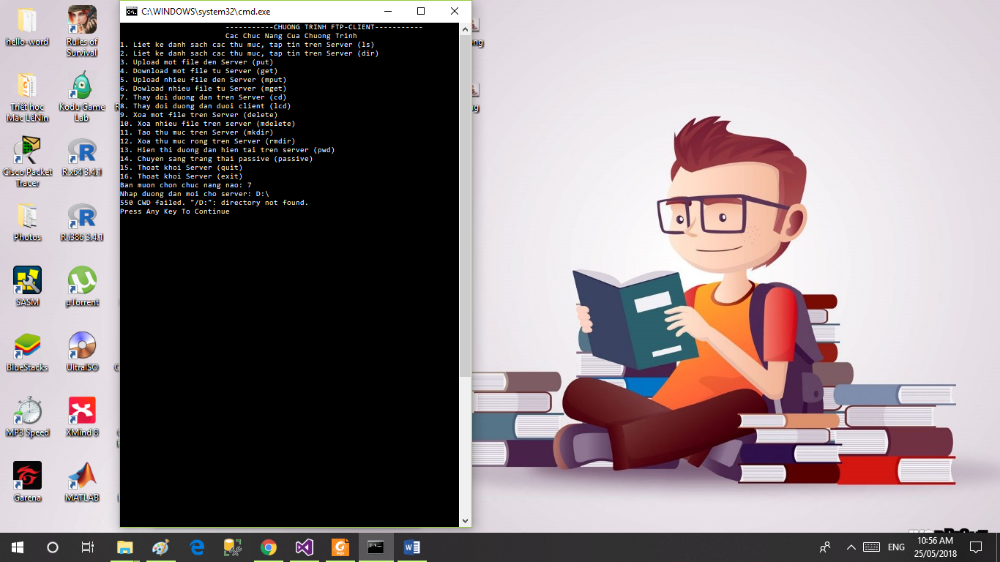 C:\WINDOWS\system32\cmd.exe
-----------CHUONG TRINH FTP-CLIENT-----------
Cac Chuc Nang Cua Chuong Trinh
1. Liet ke danh sach cac thu muc, tap tin tren Server (ls)
2. Liet ke danh sach cac thu muc, tap tin tren Server (dir)
3. Upload mot file den Server (put)
4. Download mot file tu Server (get)
5. Upload nhieu file den Server (mput)
6. Dowload nhieu file tu Server (mget)
7. Thay doi duong dan tren Server (cd)
8. Thay doi duong dan duoi client (lcd)
9. Xoa mot file tren Server (delete)
10. Xoa nhieu file tren server (mdelete)
11. Tao thu muc tren Server (mkdir)
12. Xoa thu muc rong tren Server (rmdir)
13. Hien thi duong dan hien tai tren server (pwd)
14. Chuyen sang trang thai passive (passive)
15. Thoat khoi Server (quit)
16. Thoat khoi Server (exit)
Ban muon chon chuc nang nao: 7
Nhap duong dan moi cho server: D:\
550 CWD failed. "/D:": directory not found.
Press Any Key To Continue
hello-word
Rules of
Survival
Triết học
Mác LêNin
Kodu Game
Lab
Cisco Packet
Tracer
R x64 3.4.1
Photos
R i386 3.4.1
SASM
µTorrent
BlueStacks
UltraISO
MP3 Speed
XMind 8
Garena
MATLAB
PDF
ENG
10:56 AM
25/05/2018